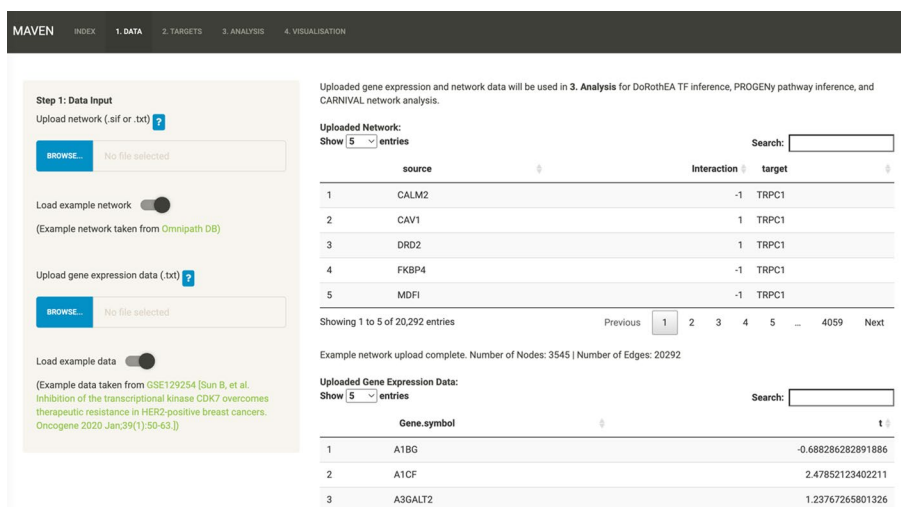 MAVEN INDEX 1. DATA 2. TARGETS 3. ANALYSIS 4. VISUALISATION
Step 1: Data Input
Upload network (.sif or .txt) ?
BROWSE... No file selected
Load example network
(Example network taken from Omnipath DB)
Upload gene expression data (.txt) ?
BROWSE... No file selected
Load example data
(Example data taken from GSE129254 [Sun B, et al.
Inhibition of the transcriptional kinase CDK7 overcomes
therapeutic resistance in HER2-positive breast cancers.
Oncogene 2020 Jan;39(1):50-63.])
Uploaded gene expression and network data will be used in 3. Analysis for DoRothEA TF inference, PROGENy pathway inference, and
CARNIVAL network analysis.
Uploaded Network:
Show 5 entries Search:
source Interaction target
1 CALM2 -1 TRPC1
2 CAV1 1 TRPC1
3 DRD2 1 TRPC1
4 FKBP4 -1 TRPC1
5 MDFI -1 TRPC1
Showing 1 to 5 of 20,292 entries Previous 1 2 3 4 5 ... 4059 Next
Example network upload complete. Number of Nodes: 3545 | Number of Edges: 20292
Uploaded Gene Expression Data:
Show 5 entries Search:
Gene.symbol t
1 A1BG -0.688286282891886
2 A1CF 2.47852123402211
3 A3GALT2 1.23767265801326